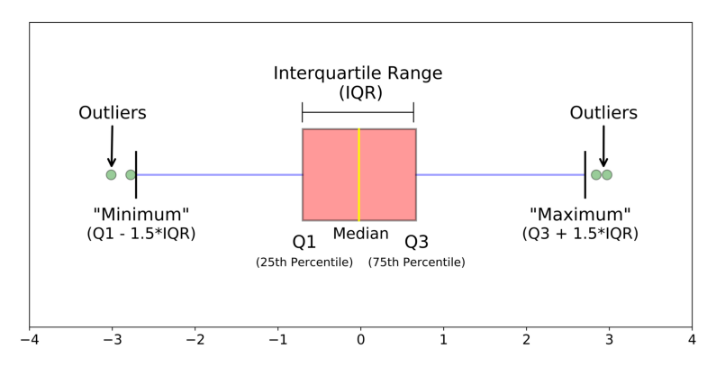 Interquartile Range
(IQR)
Outliers
Outliers
"Minimum"
(Q1 - 1.5*IQR)
"Maximum"
(Q3 + 1.5*IQR)
Q1
Median
Q3
(25th Percentile)
(75th Percentile)
−4
−3
−2
−1
0
1
2
3
4